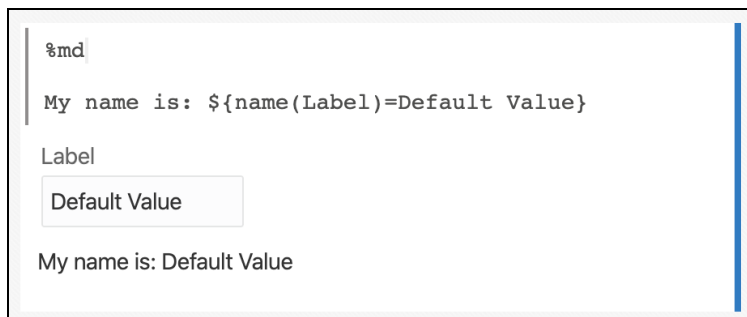 %md
My name is: ${name(Label)=Default Value}
Label
Default Value
My name is: Default Value